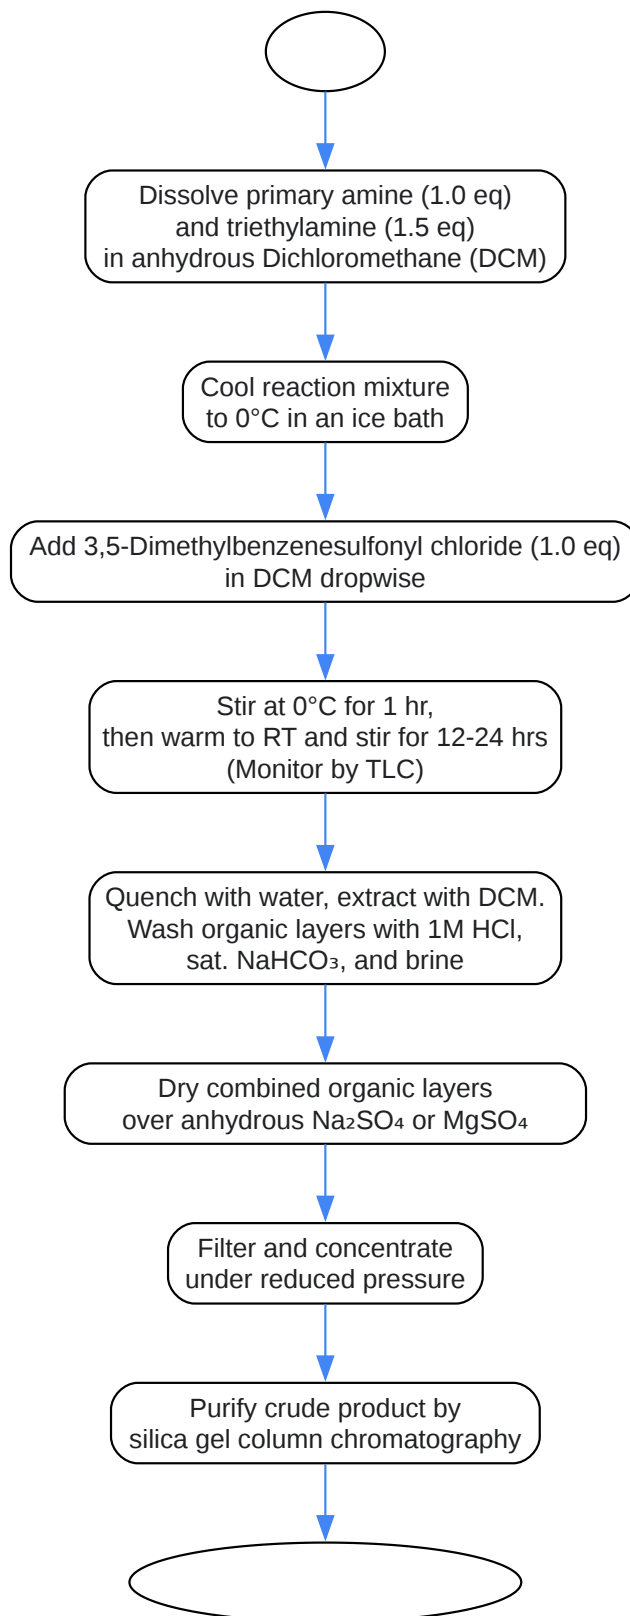 Dissolve primary amine (1.0 eq)
and triethylamine (1.5 eq)
in anhydrous Dichloromethane (DCM)
Cool reaction mixture
to 0°C in an ice bath
Add 3,5-Dimethylbenzenesulfonyl chloride (1.0 eq)
in DCM dropwise
Stir at 0°C for 1 hr,
then warm to RT and stir for 12-24 hrs
(Monitor by TLC)
Quench with water, extract with DCM.
Wash organic layers with 1M HCl,
sat. NaHCO₃, and brine
Dry combined organic layers
over anhydrous Na₂SO₄ or MgSO₄
Filter and concentrate
under reduced pressure
Purify crude product by
silica gel column chromatography